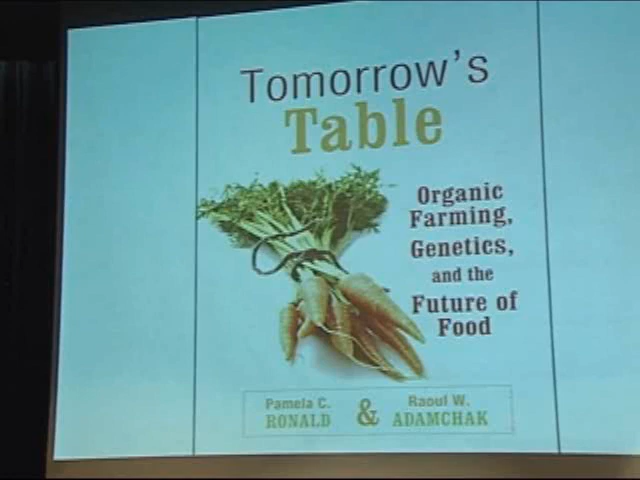 Tomorrow's
Table
Organic
Farming,
Genetics,
and the
Future of
Food
Pamela C.
RONALD
&
Raoul W.
ADAMCHAK